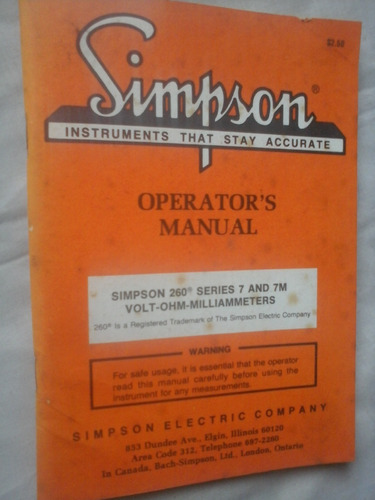 $2.50
Simpson®
INSTRUMENTS THAT STAY ACCURATE
OPERATOR'S
MANUAL
SIMPSON 260® SERIES 7 AND 7M
VOLT-OHM-MILLIAMMETERS
260® is a Registered Trademark of The Simpson Electric Company
WARNING
For safe usage, it is essential that the operator
read this manual carefully before using the
instrument for any measurements.
SIMPSON ELECTRIC COMPANY
853 Dundee Ave., Elgin, Illinois 60120
Area Code 312, Telephone 697-2260
In Canada, Bach-Simpson, Ltd., London, Ontario